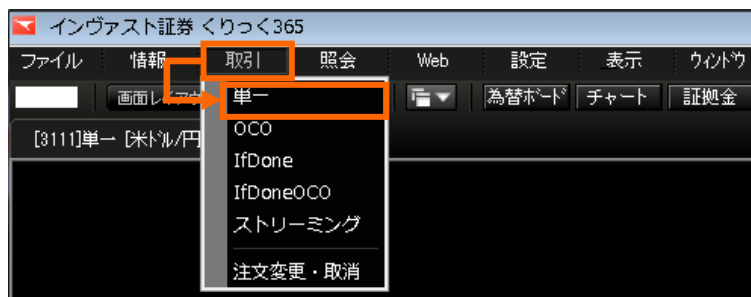 インヴァスト証券 くりっく365
ファイル 情報 取引 照会 Web 設定 表示 ウィンドウ
画面レイアウ 単一 為替ボード チャート 証拠金
[3111]単一 [米ドル/円 OCO
IfDone
IfDoneOCO
ストリーミング
注文変更・取消